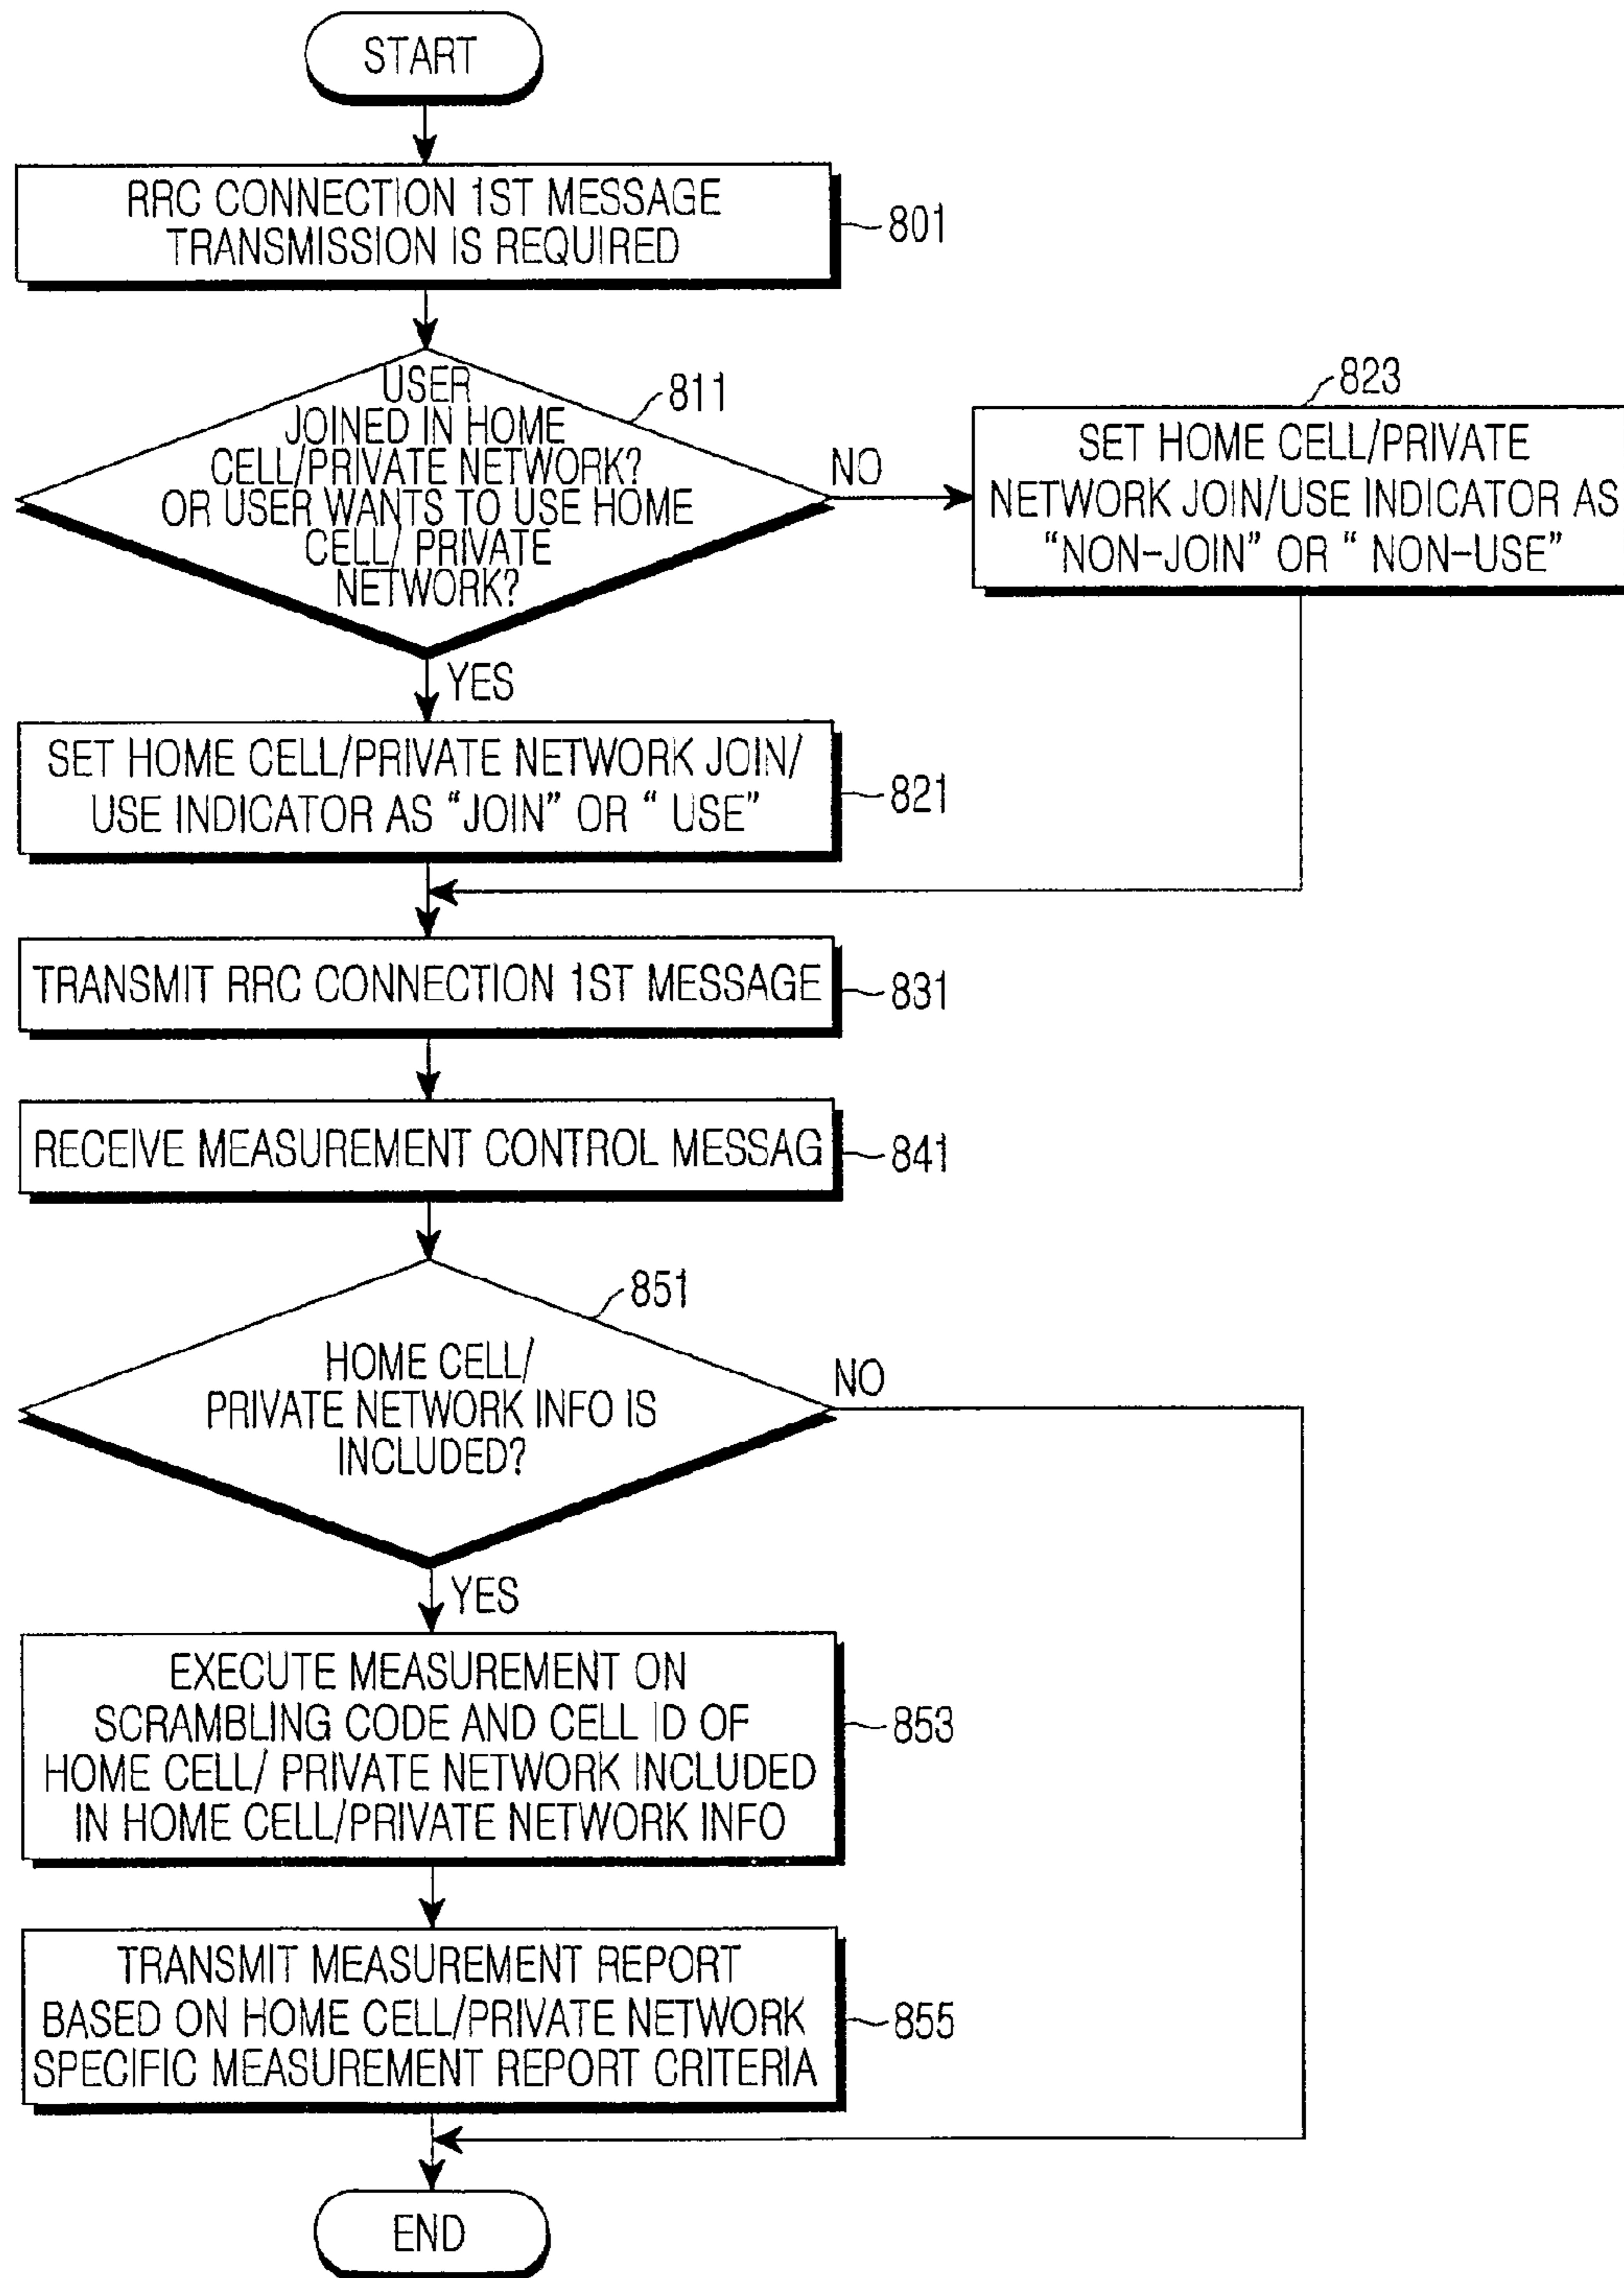 START
RRC CONNECTION 1ST MESSAGE
TRANSMISSION IS REQUIRED
801
USER
JOINED IN HOME
CELL/PRIVATE NETWORK?
OR USER WANTS TO USE HOME
CELL/ PRIVATE
NETWORK?
811
NO
823
SET HOME CELL/PRIVATE
NETWORK JOIN/USE INDICATOR AS
“NON-JOIN” OR “ NON-USE”
YES
SET HOME CELL/PRIVATE NETWORK JOIN/
USE INDICATOR AS “JOIN” OR “ USE”
821
TRANSMIT RRC CONNECTION 1ST MESSAGE
831
RECEIVE MEASUREMENT CONTROL MESSAG
841
851
HOME CELL/
PRIVATE NETWORK INFO IS
INCLUDED?
NO
YES
EXECUTE MEASUREMENT ON
SCRAMBLING CODE AND CELL ID OF
HOME CELL/ PRIVATE NETWORK INCLUDED
IN HOME CELL/PRIVATE NETWORK INFO
853
TRANSMIT MEASUREMENT REPORT
BASED ON HOME CELL/PRIVATE NETWORK
SPECIFIC MEASUREMENT REPORT CRITERIA
855
END